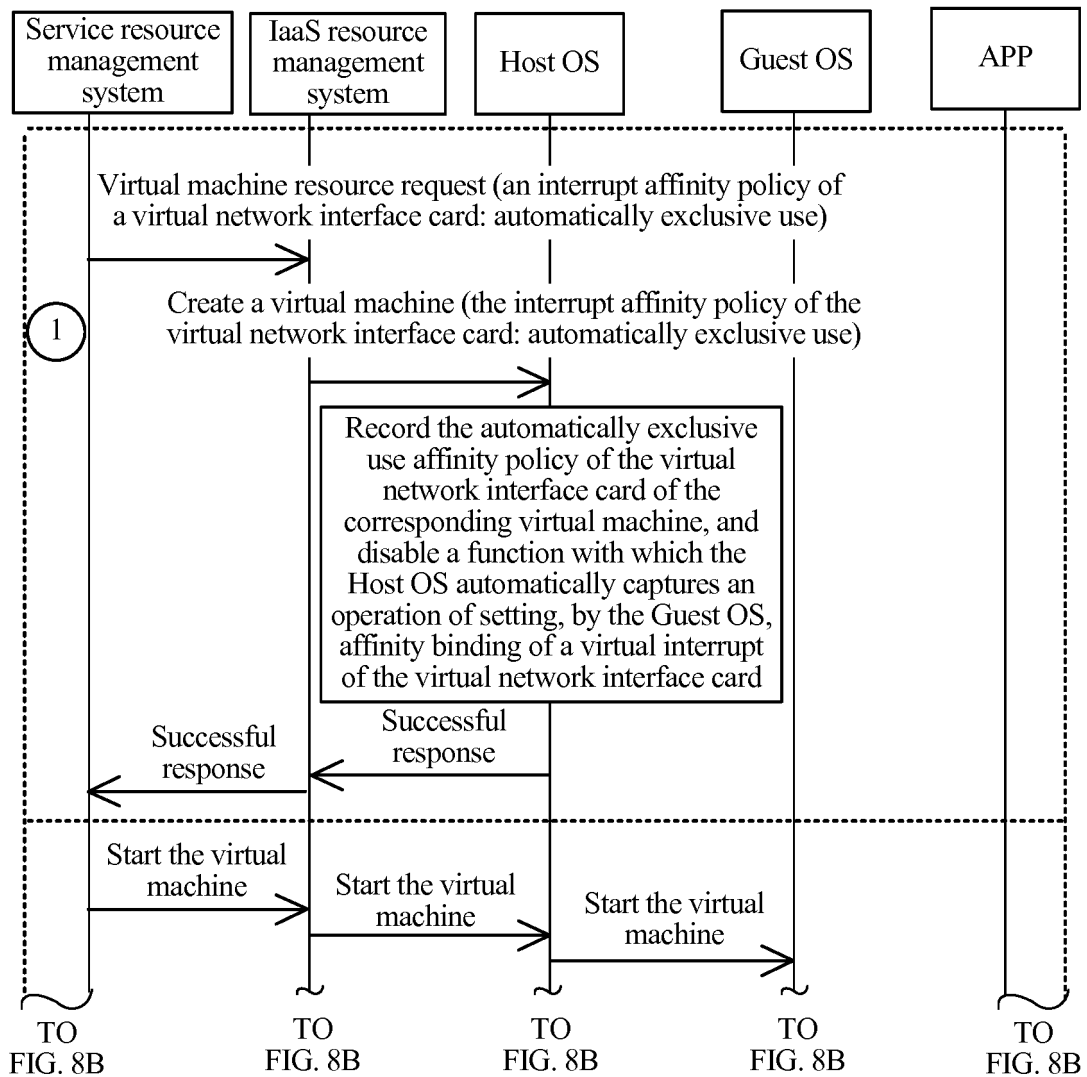 Service resource
management
system
IaaS resource
management
system
Host OS
Guest OS
APP
Virtual machine resource request (an interrupt affinity policy of
a virtual network interface card: automatically exclusive use)
1
Create a virtual machine (the interrupt affinity policy of the
virtual network interface card: automatically exclusive use)
Record the automatically exclusive
use affinity policy of the virtual
network interface card of the
corresponding virtual machine, and
disable a function with which the
Host OS automatically captures an
operation of setting, by the Guest OS,
affinity binding of a virtual interrupt
of the virtual network interface card
Successful
response
Successful
response
Start the virtual
machine
Start the virtual
machine
Start the virtual
machine
TO
FIG. 8B
TO
FIG. 8B
TO
FIG. 8B
TO
FIG. 8B
TO
FIG. 8B